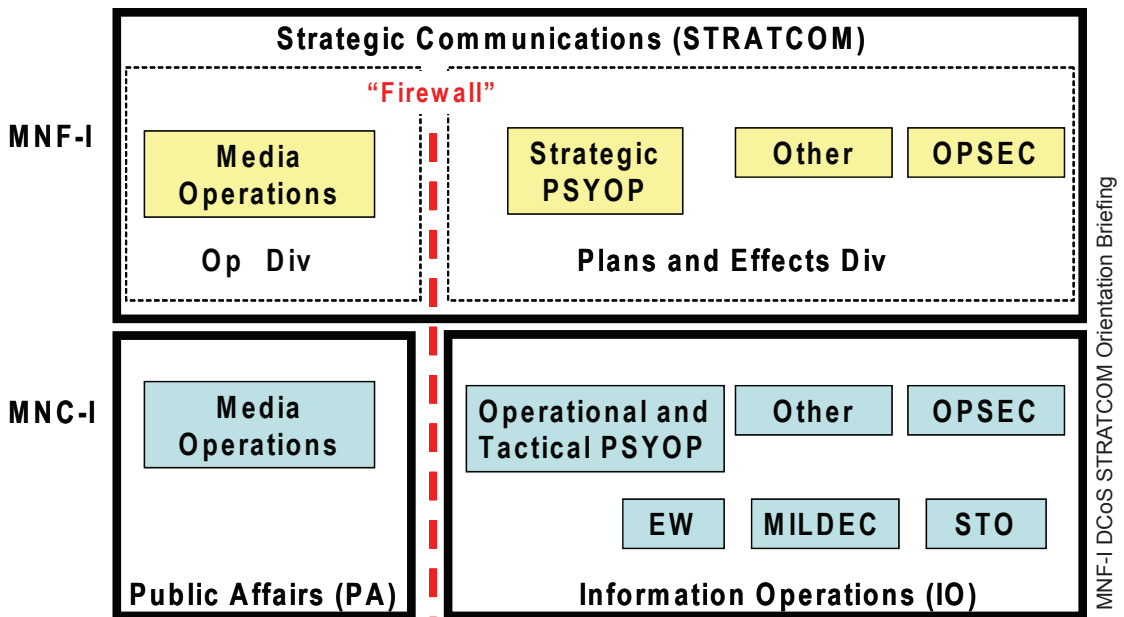 Strategic Communications (STRATCOM)
“Firewall”
MNF-I
Media
Operations
Op Div
Strategic
PSYOP
Other
OPSEC
Plans and Effects Div
MNC-I
Media
Operations
Public Affairs (PA)
Operational and
Tactical PSYOP
Other
OPSEC
EW
MILDEC
STO
Information Operations (IO)
MNF-I DCoS STRATCOM Orientation Briefing